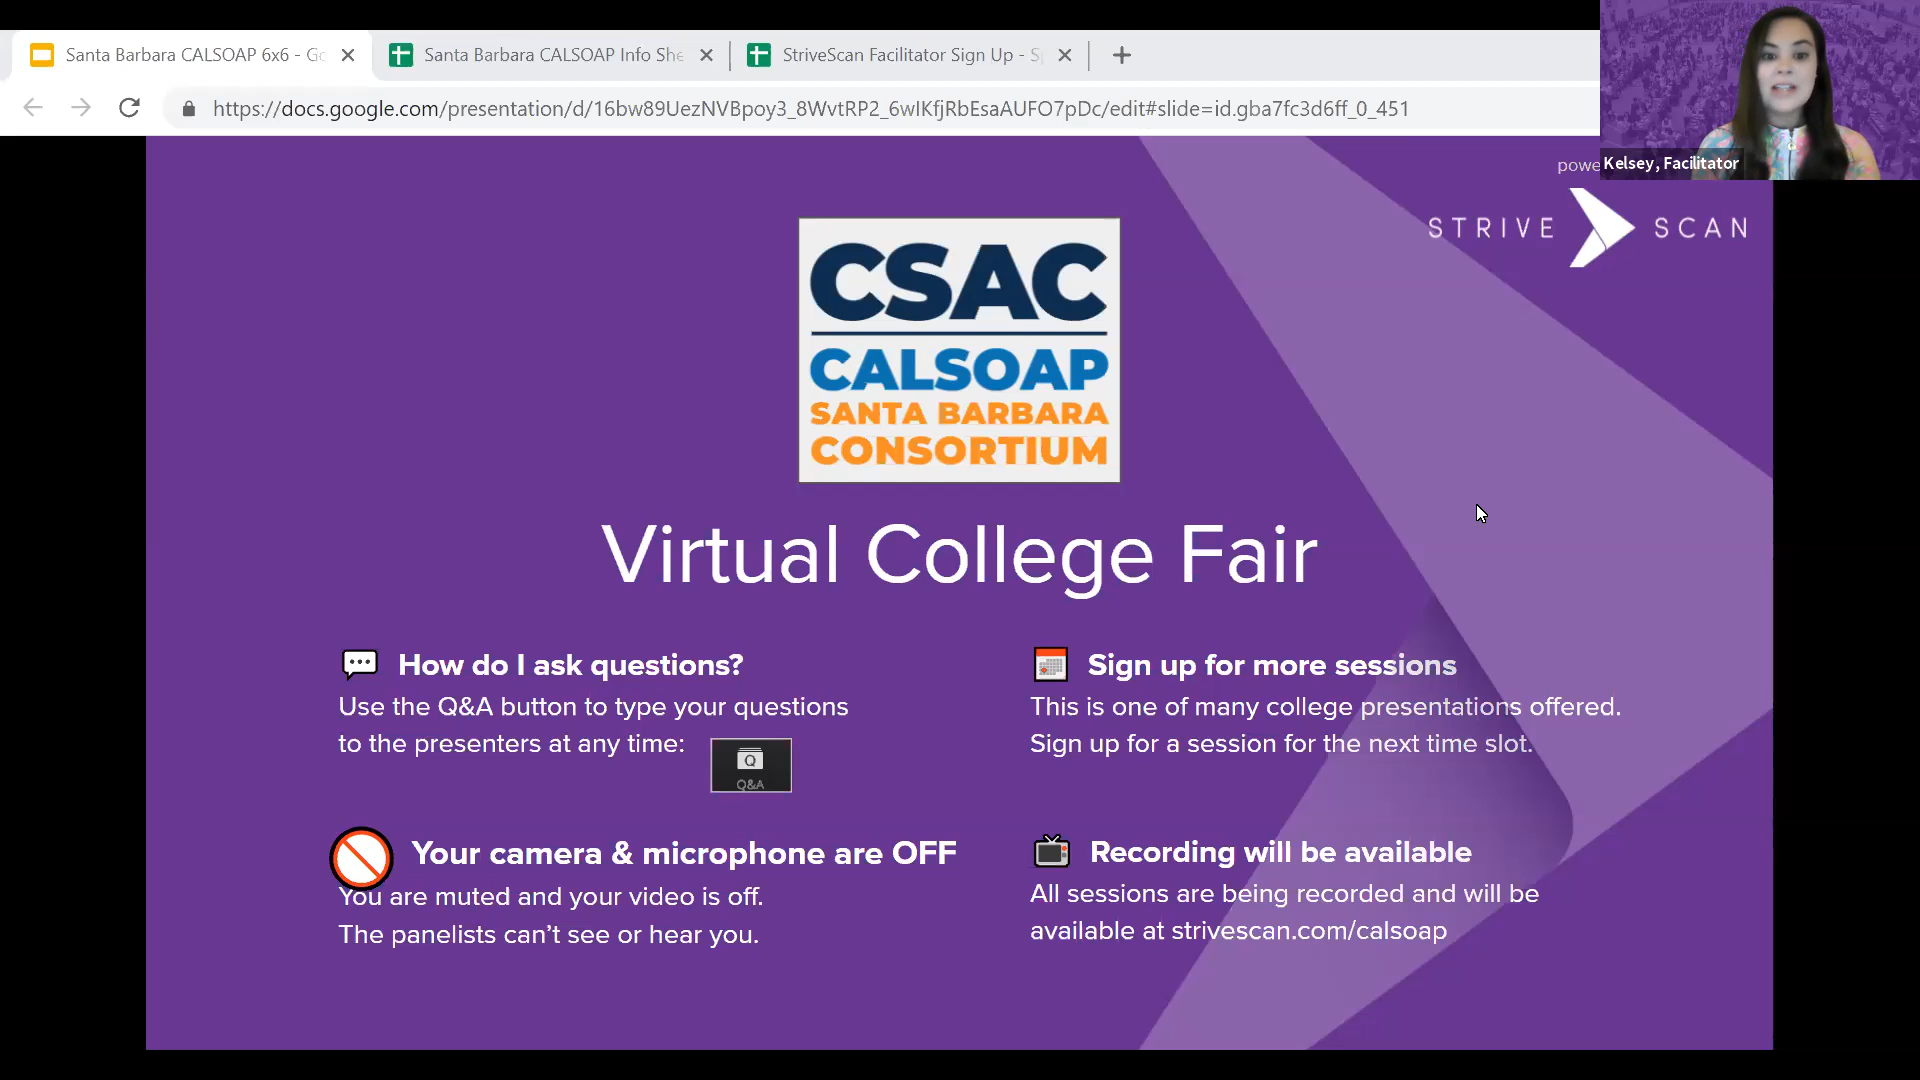 Santa Barbara CALSOAP 6x6 - Go
Santa Barbara CALSOAP Info She
StriveScan Facilitator Sign Up - S
https://docs.google.com/presentation/d/16bw89UezNVBpoy3_8WvtRP2_6wIKfjRbEsaAUFO7pDc/edit#slide=id.gba7fc3d6ff_0_451
Kelsey, Facilitator
STRIVE SCAN
CSAC
CALSOAP
SANTA BARBARA
CONSORTIUM
Virtual College Fair
How do I ask questions?
Use the Q&A button to type your questions
to the presenters at any time:
Q
Q&A
Sign up for more sessions
This is one of many college presentations offered.
Sign up for a session for the next time slot.
Your camera & microphone are OFF
You are muted and your video is off.
The panelists can’t see or hear you.
Recording will be available
All sessions are being recorded and will be
available at strivescan.com/calsoap